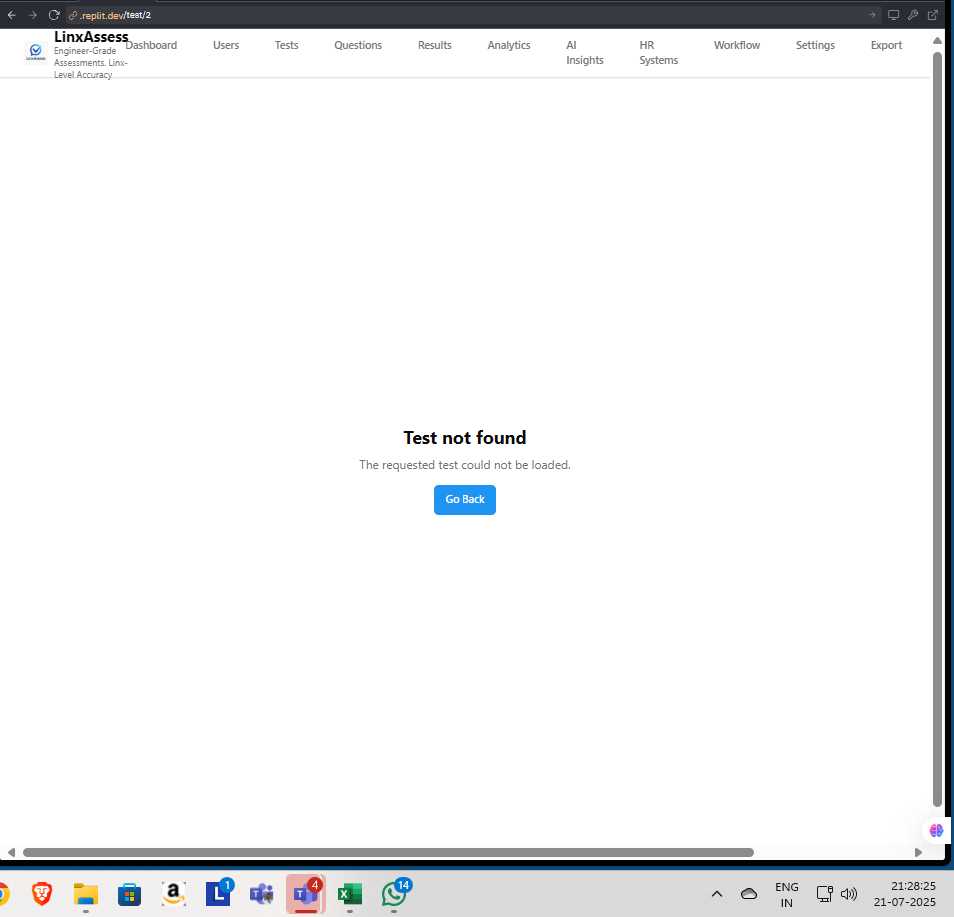 .replit.dev/test/2
LinxAssess
Engineer-Grade
Assessments. Linx-
Level Accuracy
Dashboard
Users
Tests
Questions
Results
Analytics
AI
Insights
HR
Systems
Workflow
Settings
Export
Test not found
The requested test could not be loaded.
Go Back
a
L
1
T
T
4
X
14
ENG
IN
21:28:25
21-07-2025